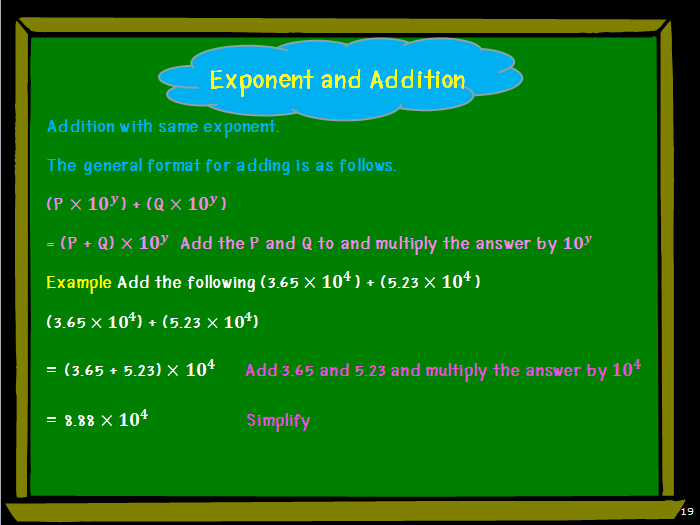 Exponent and Addition
Addition with same exponent.
The general format for adding is as follows.
(P × 10^y) + (Q × 10^y)
= (P + Q) × 10^y Add the P and Q to and multiply the answer by 10^y
Example Add the following (3.65 × 10^4) + (5.23 × 10^4)
(3.65 × 10^4) + (5.23 × 10^4)
= (3.65 + 5.23) × 10^4 Add 3.65 and 5.23 and multiply the answer by 10^4
= 8.88 × 10^4 Simplify
19